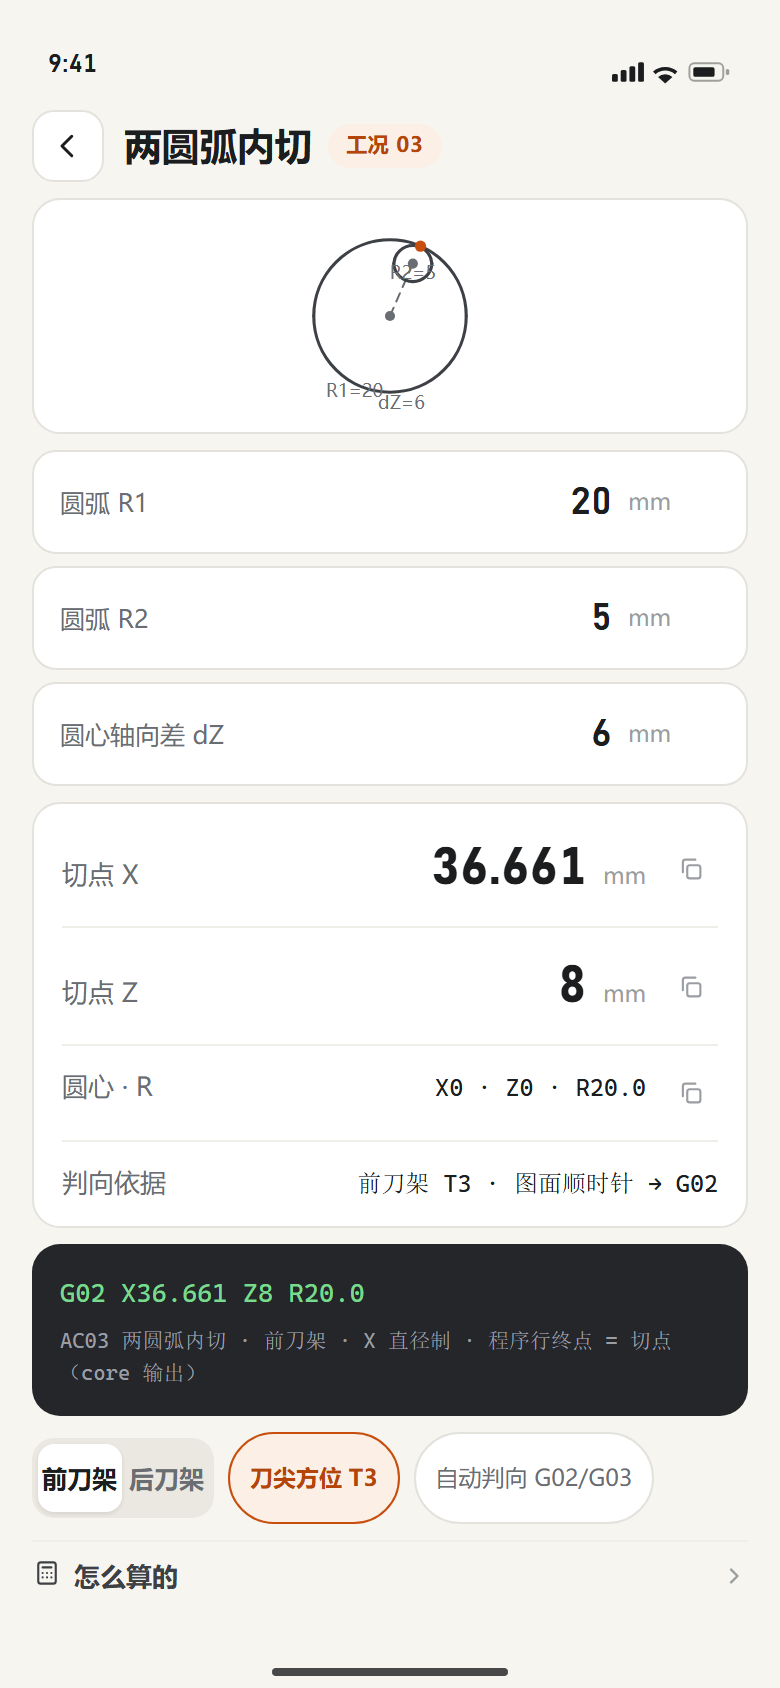 9:41
两圆弧内切 工况 03
R2=5
R1=20
dZ=6
圆弧 R1 20 mm
圆弧 R2 5 mm
圆心轴向差 dZ 6 mm
切点 X 36.661 mm
切点 Z 8 mm
圆心 · R X0 · Z0 · R20.0
判向依据 前刀架 T3 · 图面顺时针 → G02
G02 X36.661 Z8 R20.0
AC03 两圆弧内切 · 前刀架 · X 直径制 · 程序行终点 = 切点
（core 输出）
前刀架 后刀架 刀尖方位 T3 自动判向 G02/G03
怎么算的